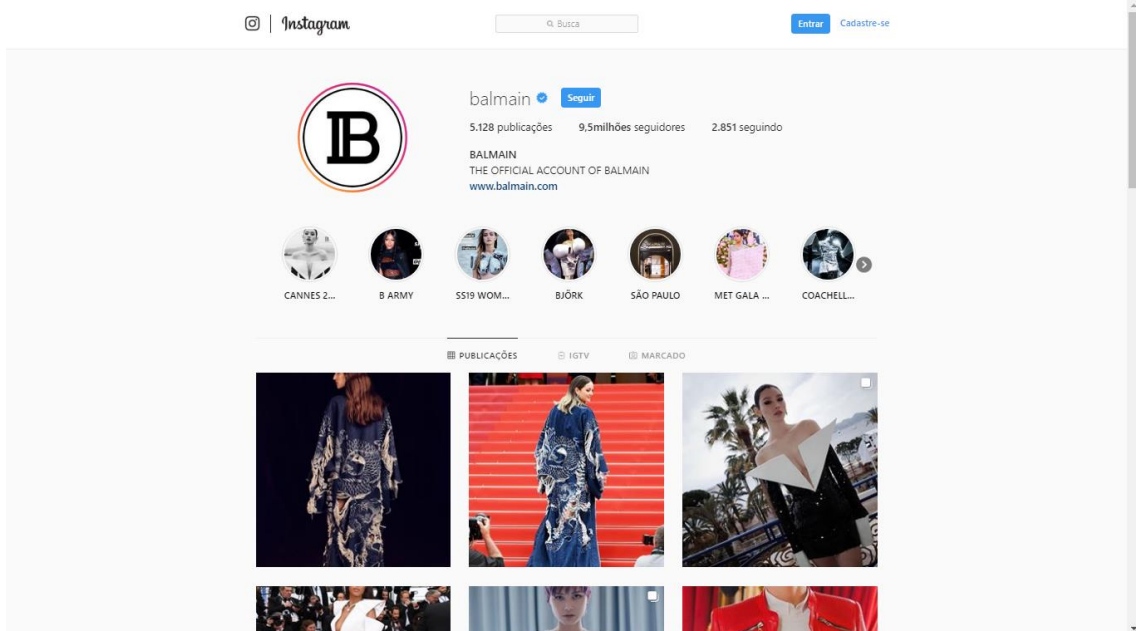 Instagram
Busca
Entrar Cadastre-se
B
balmain Seguir
5.128 publicações 9,5milhões seguidores 2.851 seguindo
BALMAIN
THE OFFICIAL ACCOUNT OF BALMAIN
www.balmain.com
CANNES 2... B ARMY SS19 WOM... BJÖRK SÃO PAULO MET GALA ... COACHELL...
PUBLICAÇÕES IGTV MARCADO